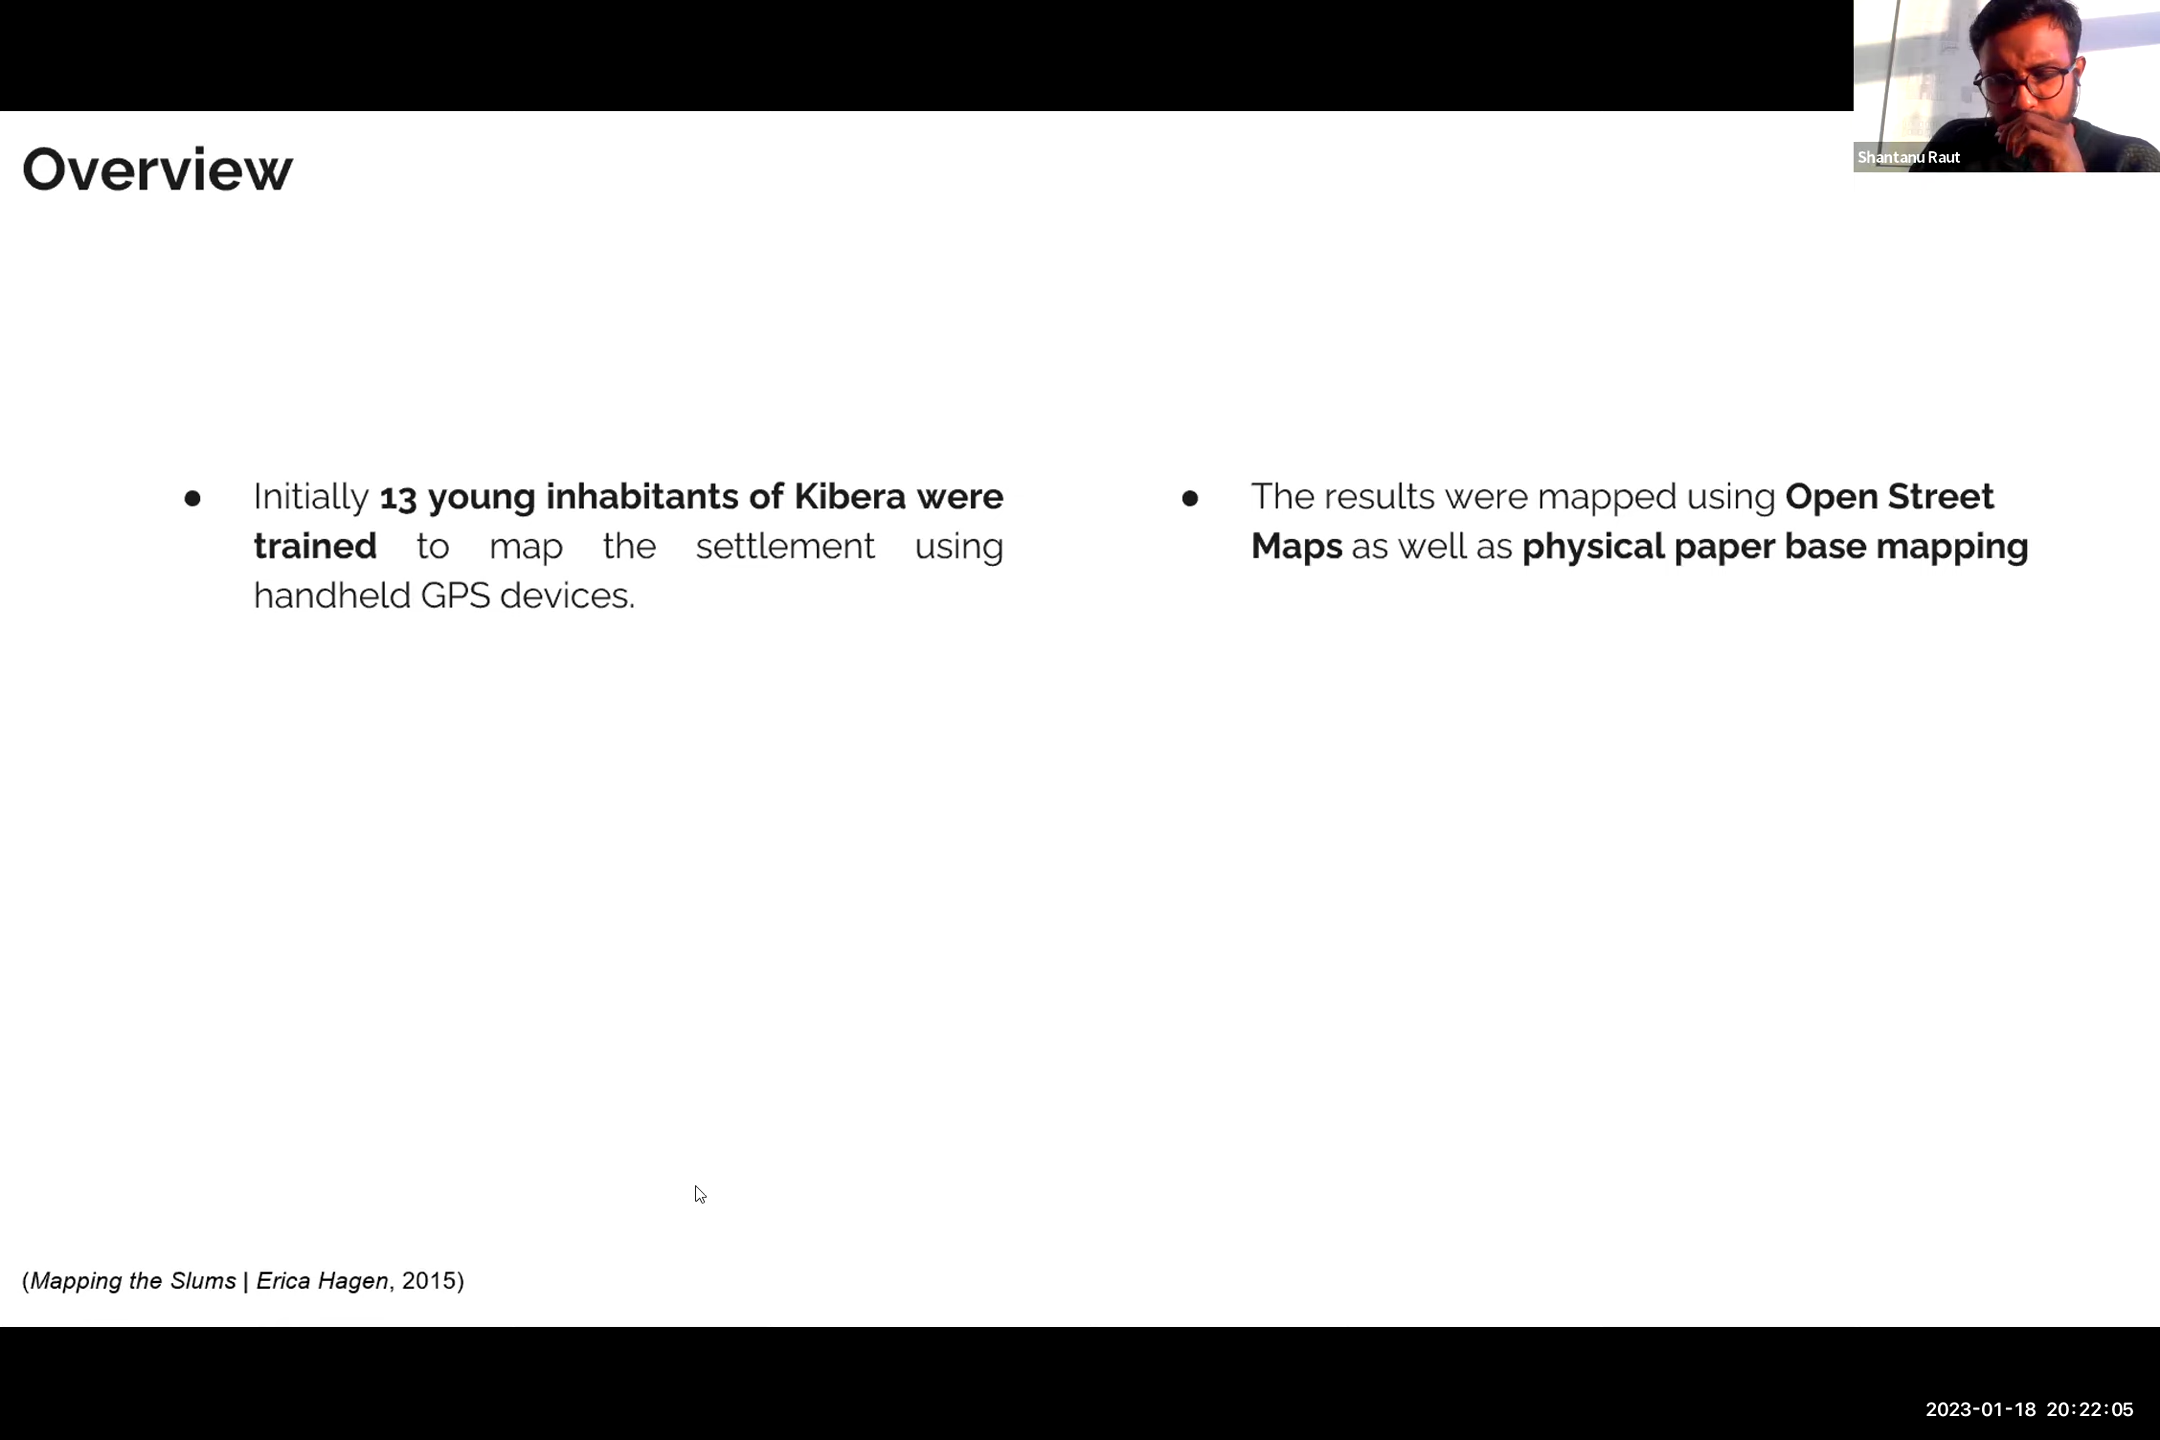 Shantanu Raut
Overview
● Initially 13 young inhabitants of Kibera were
trained to map the settlement using
handheld GPS devices.
● The results were mapped using Open Street
Maps as well as physical paper base mapping
(Mapping the Slums | Erica Hagen, 2015)
2023-01-18 20:22:05